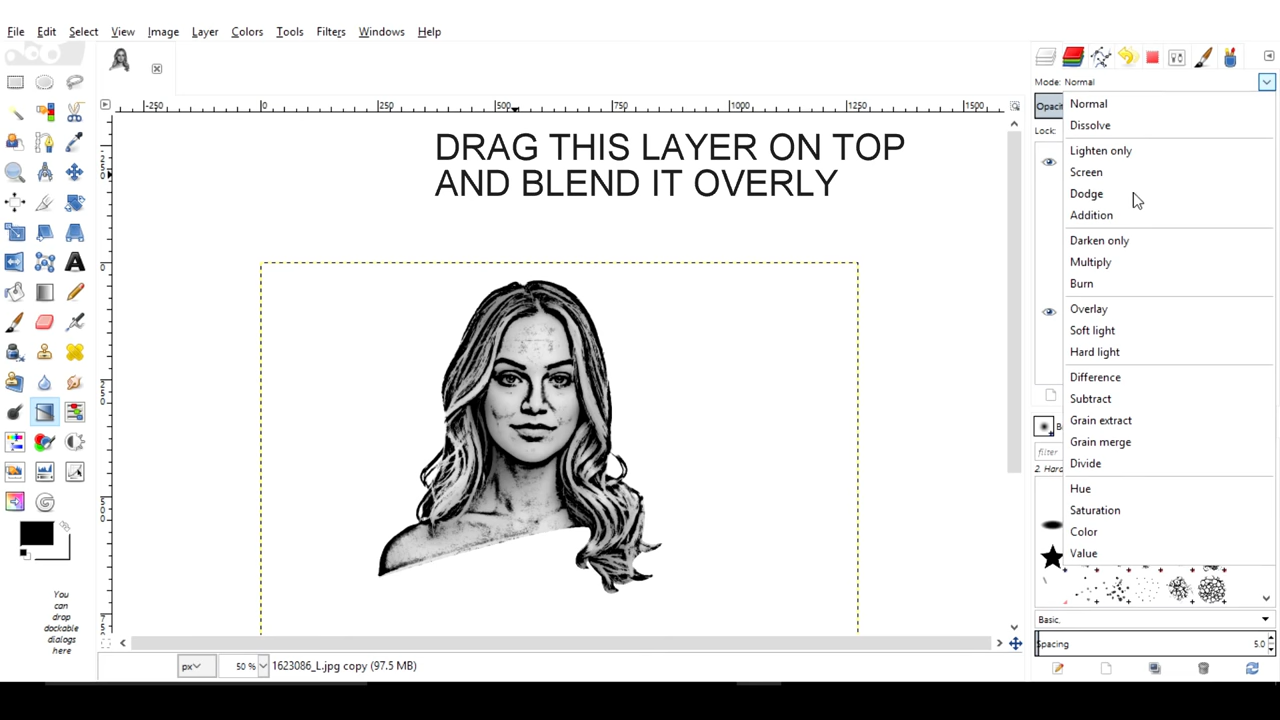 File Edit Select View Image Layer Colors Tools Filters Windows Help
Mode: Normal
-250 0 250 500 750 1000 1250 1500
DRAG THIS LAYER ON TOP
AND BLEND IT OVERLY
Lock:
Normal
Dissolve
Lighten only
Screen
Dodge
Addition
Darken only
Multiply
Burn
Overlay
Soft light
Hard light
Difference
Subtract
Grain extract
Grain merge
Divide
Hue
Saturation
Color
Value
filter
You
can
drop
dockable
dialogs
here
Basic,
Spacing 5.0
px 50 % 1623086_L.jpg copy (97.5 MB)